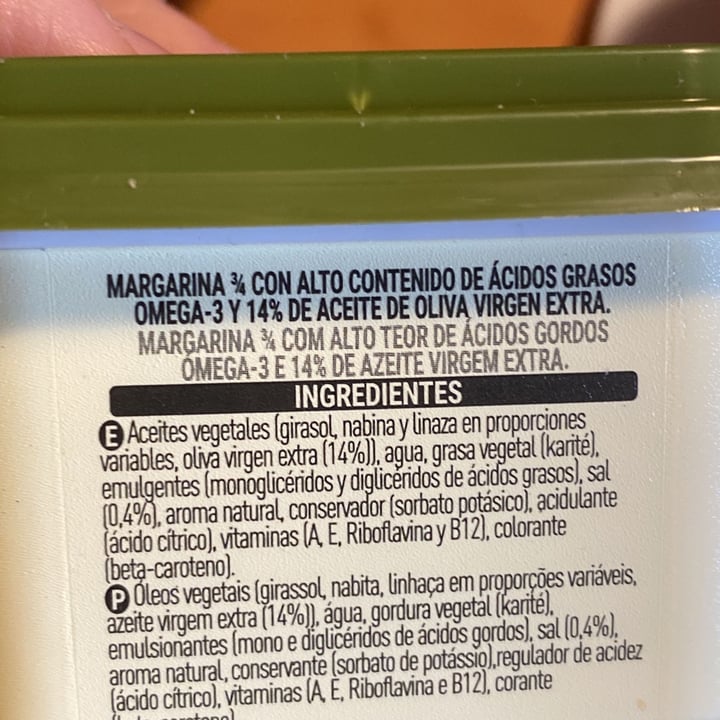 MARGARINA ¾ CON ALTO CONTENIDO DE ÁCIDOS GRASOS
OMEGA-3 Y 14% DE ACEITE DE OLIVA VIRGEN EXTRA.
MARGARINA ¾ COM ALTO TEOR DE ÁCIDOS GORDOS
ÓMEGA-3 E 14% DE AZEITE VIRGEM EXTRA.
INGREDIENTES
E Aceites vegetales (girasol, nabina y linaza en proporciones
variables, oliva virgen extra (14%)), agua, grasa vegetal (karité),
emulgentes (monoglicéridos y diglicéridos de ácidos grasos), sal
(0,4%), aroma natural, conservador (sorbato potásico), acidulante
(ácido cítrico), vitaminas (A, E, Riboflavina y B12), colorante
(beta-caroteno).
P Óleos vegetais (girassol, nabita, linhaça em proporções variáveis,
azeite virgem extra (14%)), água, gordura vegetal (karité),
emulsionantes (mono e diglicéridos de ácidos gordos), sal (0,4%),
aroma natural, conservante (sorbato de potássio),regulador de acidez
(ácido cítrico), vitaminas (A, E, Riboflavina e B12), corante